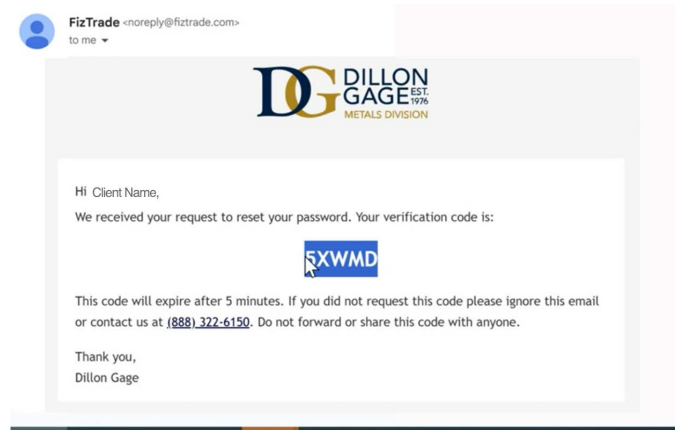 FizTrade <noreply@fiztrade.com>
to me
DG DILLON
GAGE EST.
1976
METALS DIVISION
Hi Client Name,
We received your request to reset your password. Your verification code is:
5XWMD
This code will expire after 5 minutes. If you did not request this code please ignore this email
or contact us at (888) 322-6150. Do not forward or share this code with anyone.
Thank you,
Dillon Gage